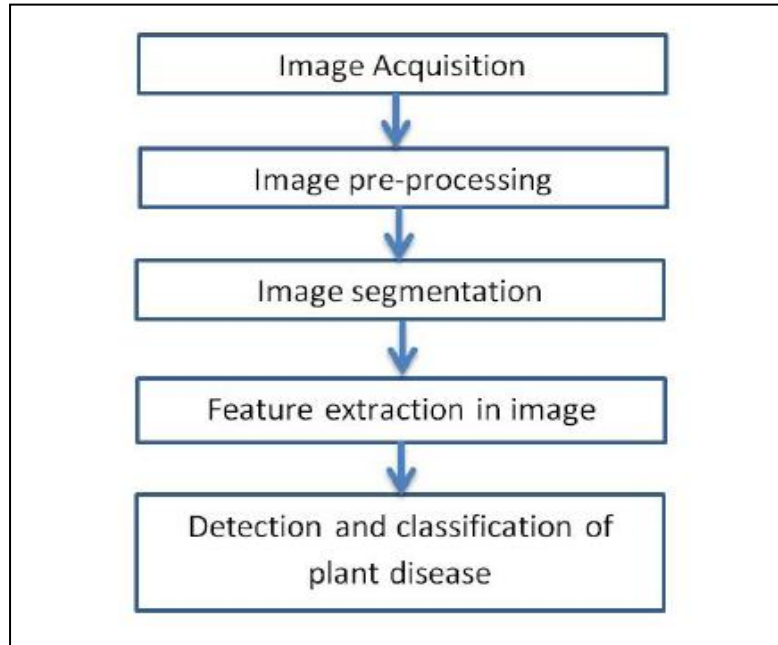 Image Acquisition
Image pre-processing
Image segmentation
Feature extraction in image
Detection and classification of
plant disease